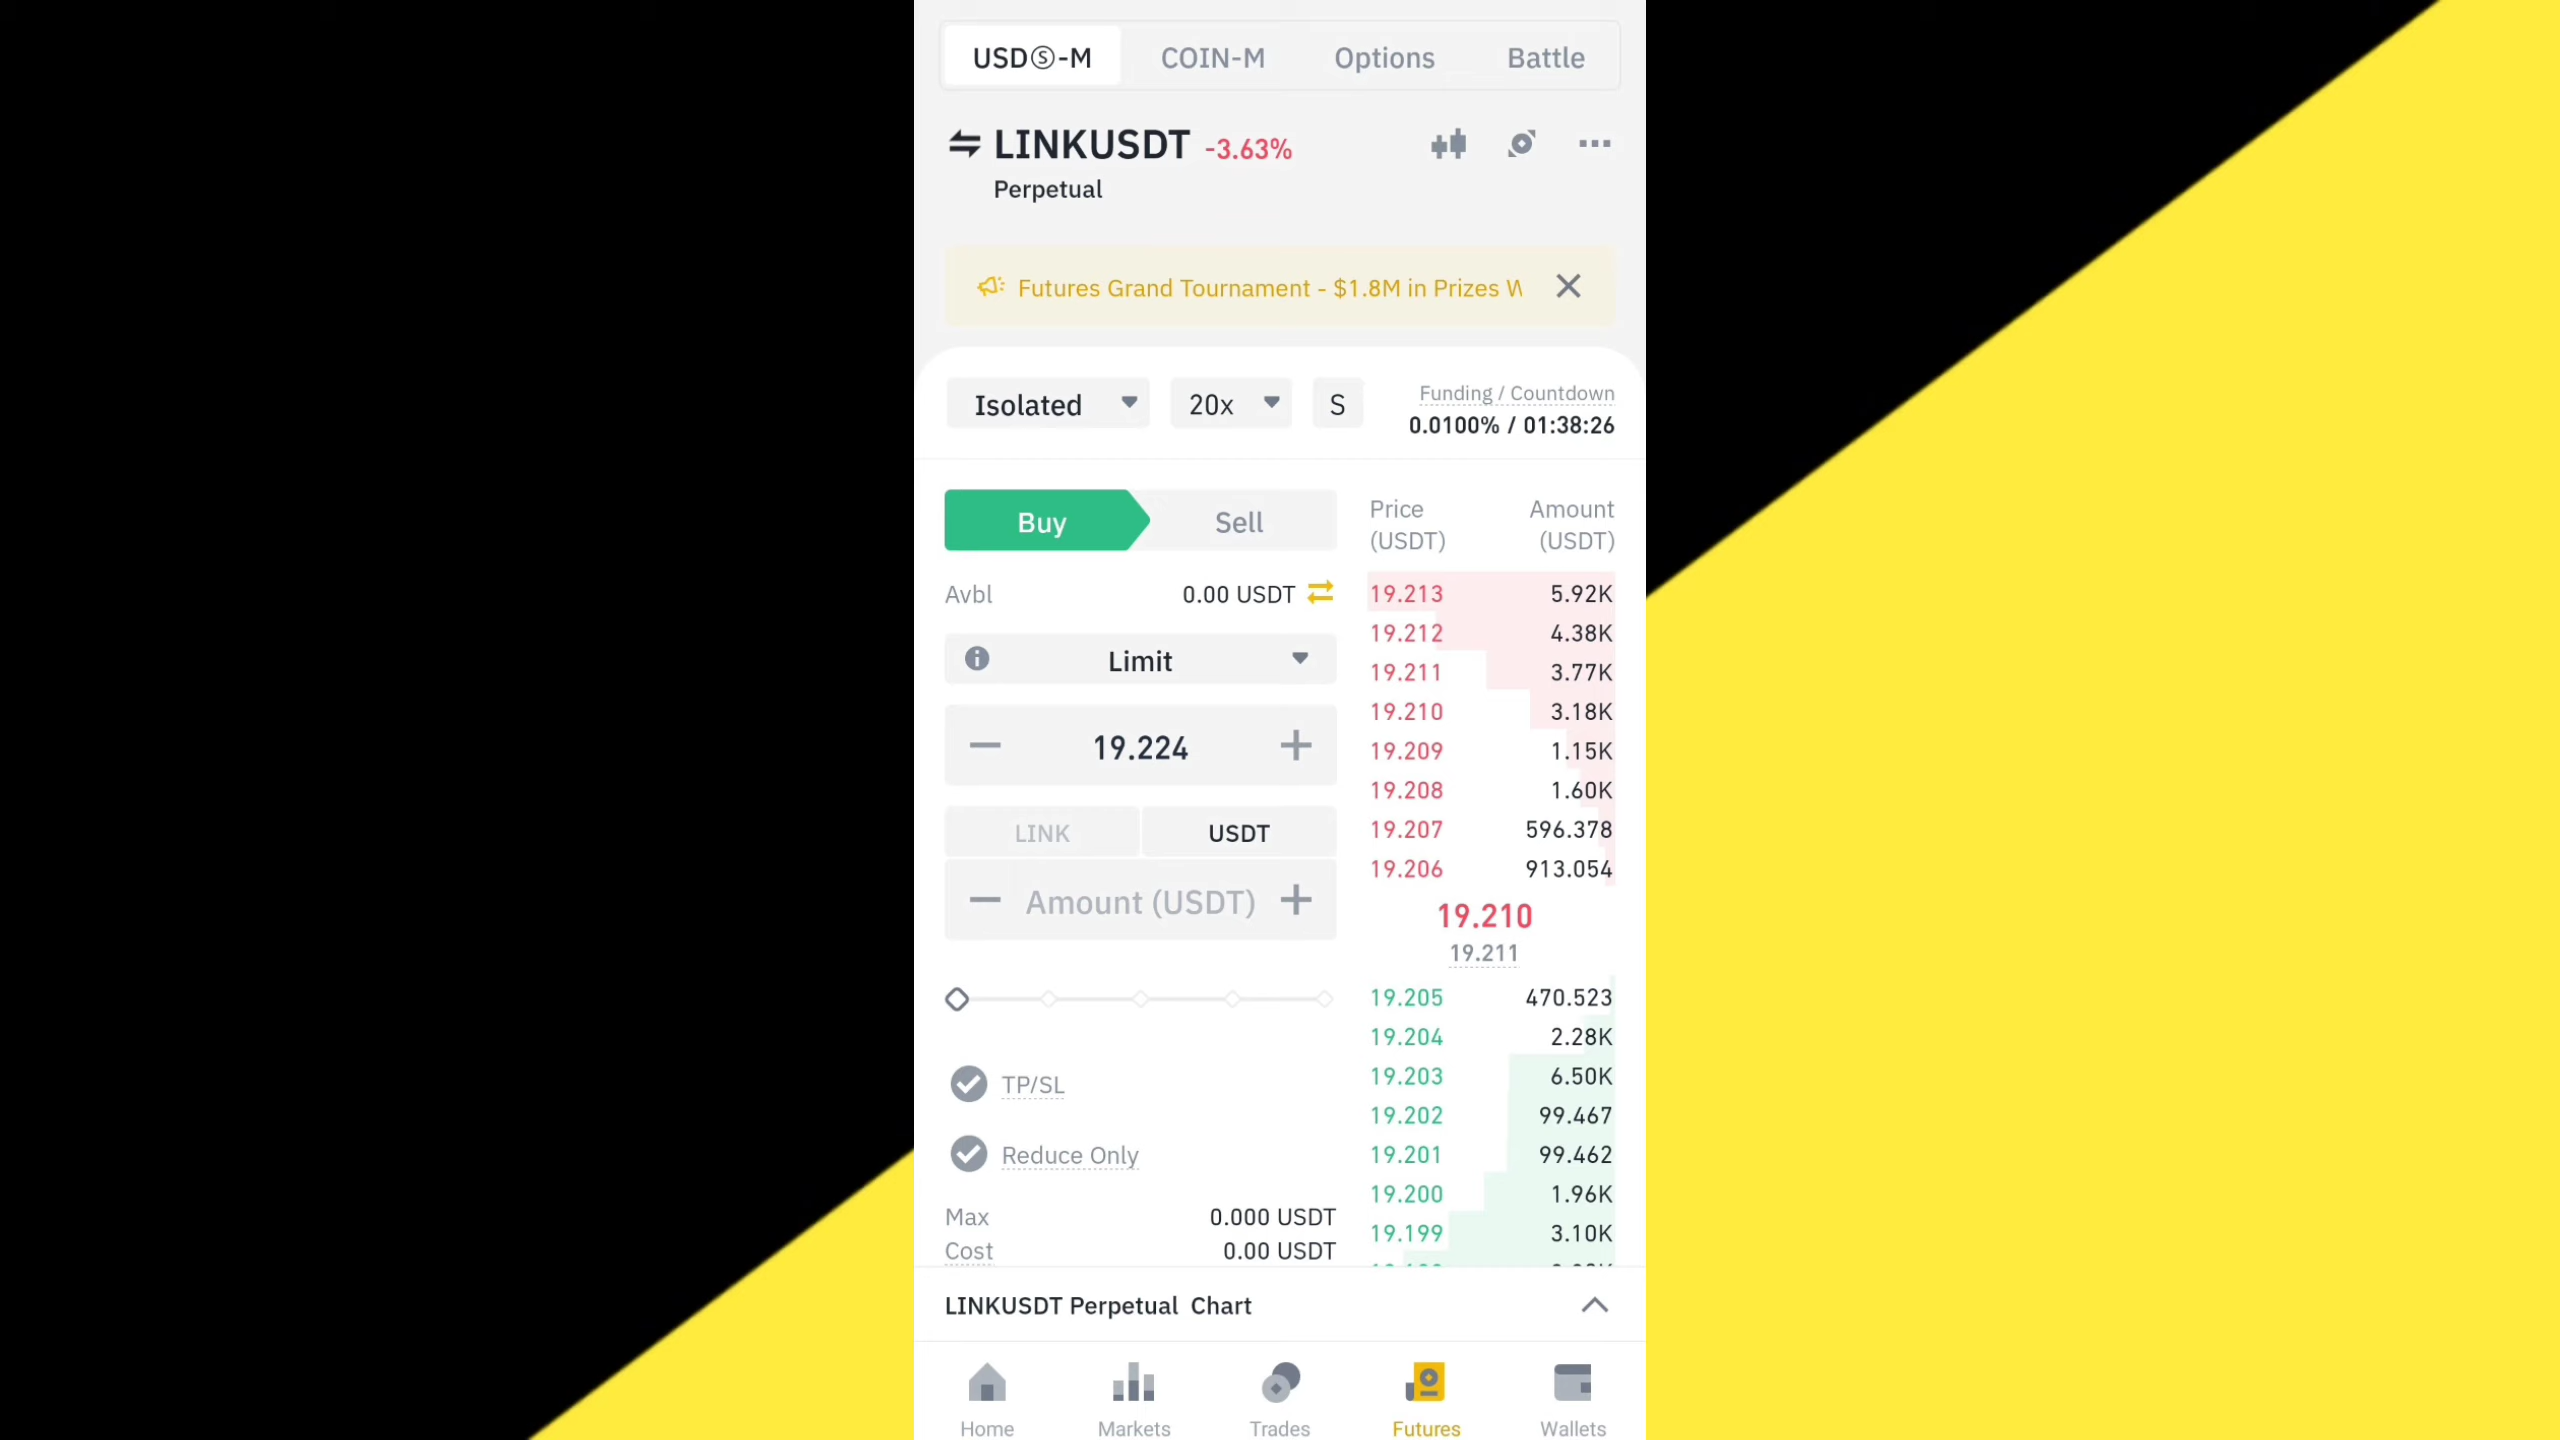 USDⓈ-M COIN-M Options Battle
LINKUSDT -3.63%
Perpetual
Futures Grand Tournament - $1.8M in Prizes W
Isolated 20x S
Funding / Countdown
0.0100% / 01:38:26
Buy Sell
Avbl 0.00 USDT
Limit
19.224
LINK USDT
Amount (USDT)
TP/SL
Reduce Only
Max 0.000 USDT
Cost 0.00 USDT
Price Amount
(USDT) (USDT)
19.213 5.92K
19.212 4.38K
19.211 3.77K
19.210 3.18K
19.209 1.15K
19.208 1.60K
19.207 596.378
19.206 913.054
19.210
19.211
19.205 470.523
19.204 2.28K
19.203 6.50K
19.202 99.467
19.201 99.462
19.200 1.96K
19.199 3.10K
LINKUSDT Perpetual Chart
Home Markets Trades Futures Wallets